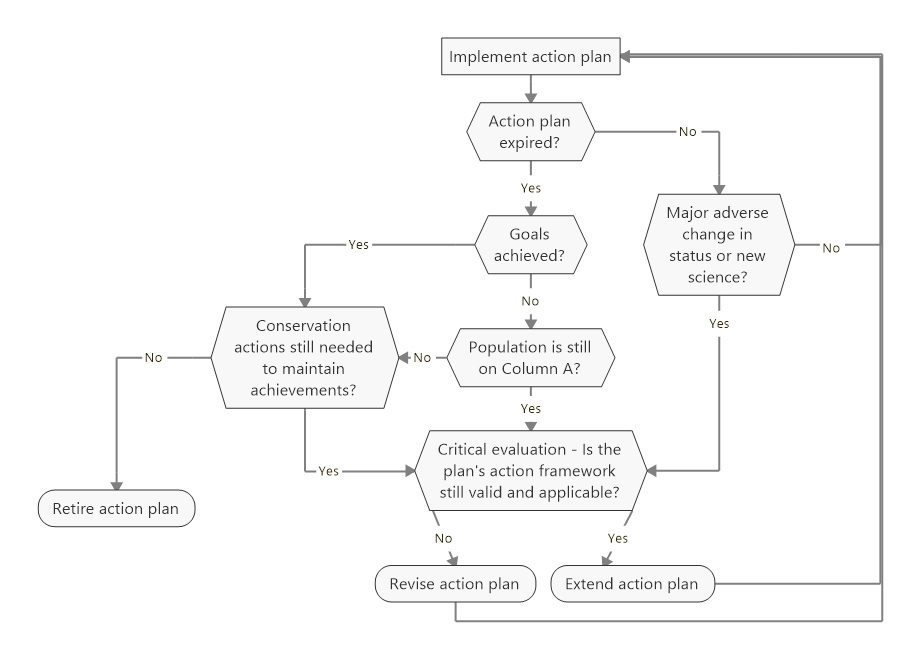 Implement action plan
Action plan
expired?
No
Yes
Major adverse
change in
status or new
science?
Goals
achieved?
Yes
No
No
Yes
Conservation
actions still needed
to maintain
achievements?
Population is still
on Column A?
No
No
Yes
Critical evaluation - Is the
plan's action framework
still valid and applicable?
Yes
Retire action plan
No
Yes
Revise action plan
Extend action plan